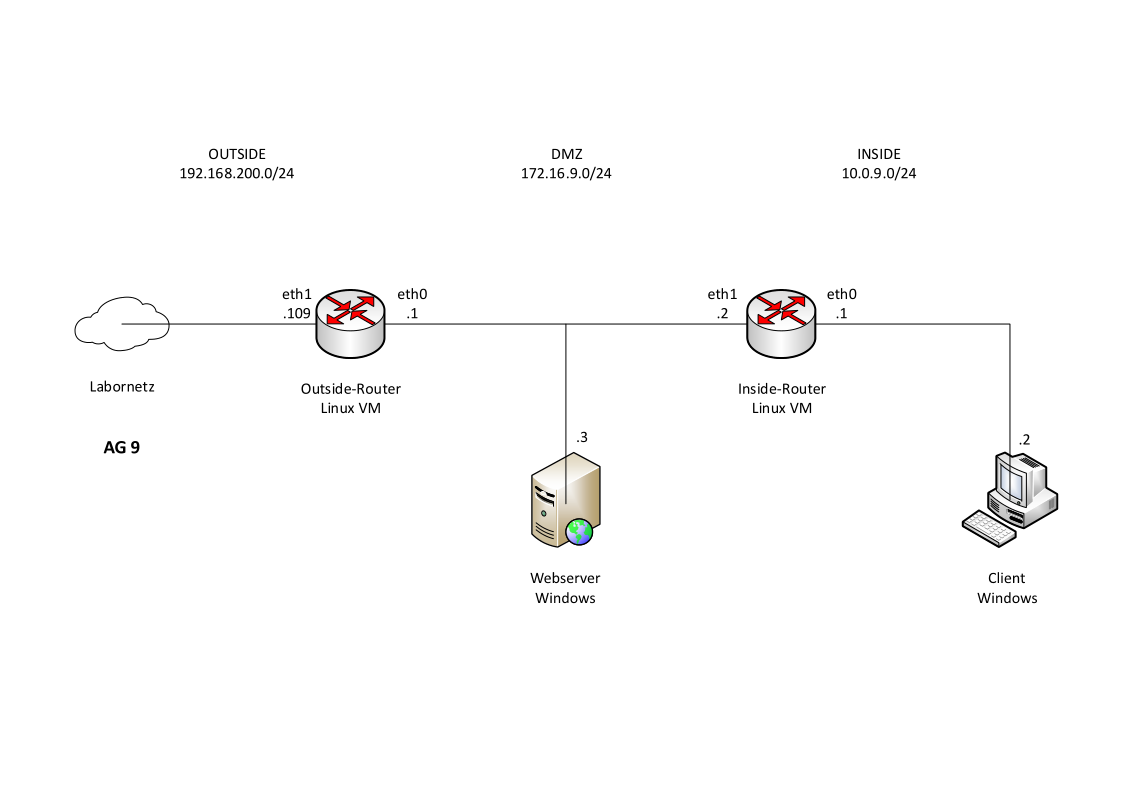 OUTSIDE
192.168.200.0/24
DMZ
172.16.9.0/24
INSIDE
10.0.9.0/24
eth1
.109
eth0
.1
eth1
.2
eth0
.1
Labornetz
Outside-Router
Linux VM
Inside-Router
Linux VM
AG 9
.3
.2
Webserver
Windows
Client
Windows